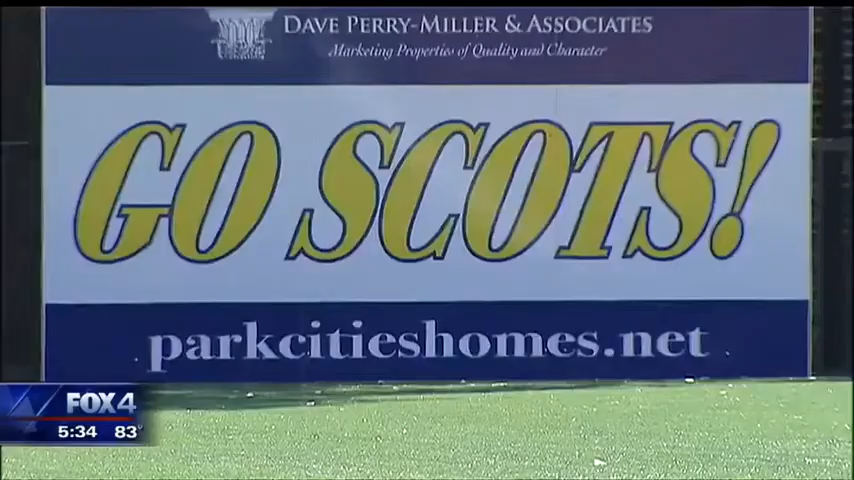 DAVE PERRY-MILLER & ASSOCIATES
Marketing Properties of Quality and Character
GO SCOTS!
parkcitieshomes.net
FOX 4
5:34 83°